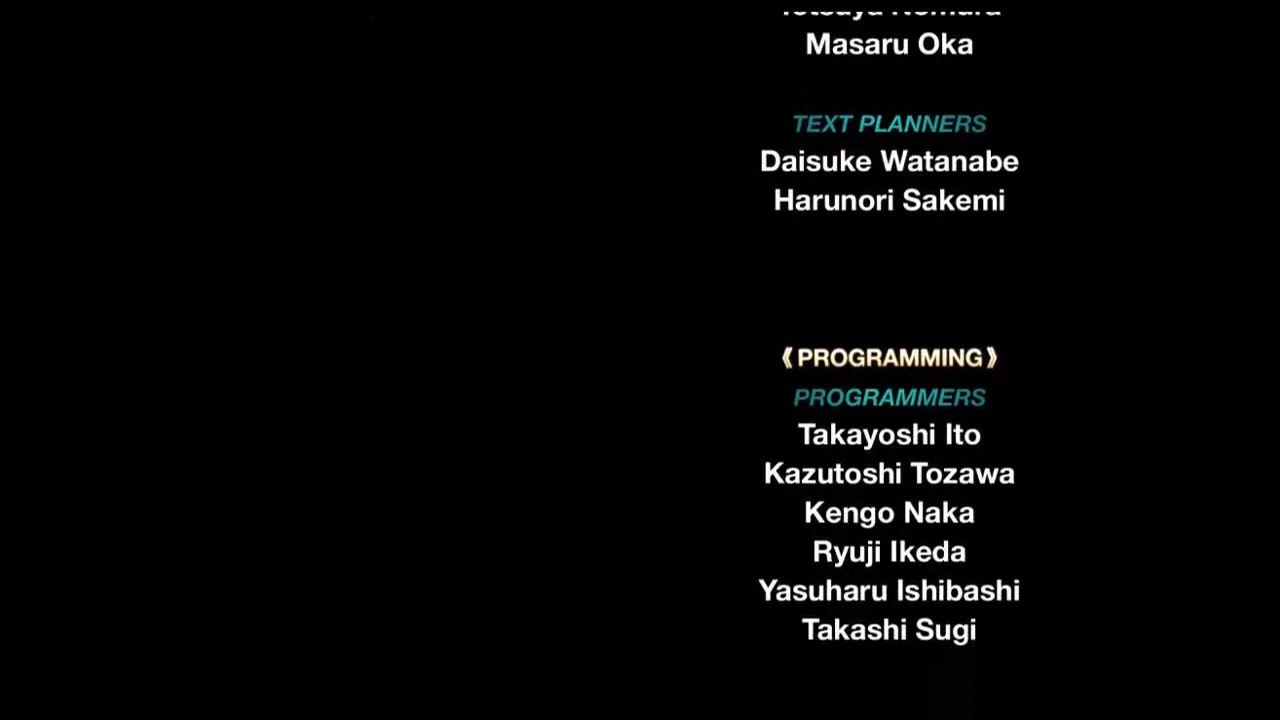 Masaru Oka
TEXT PLANNERS
Daisuke Watanabe
Harunori Sakemi
《PROGRAMMING》
PROGRAMMERS
Takayoshi Ito
Kazutoshi Tozawa
Kengo Naka
Ryuji Ikeda
Yasuharu Ishibashi
Takashi Sugi